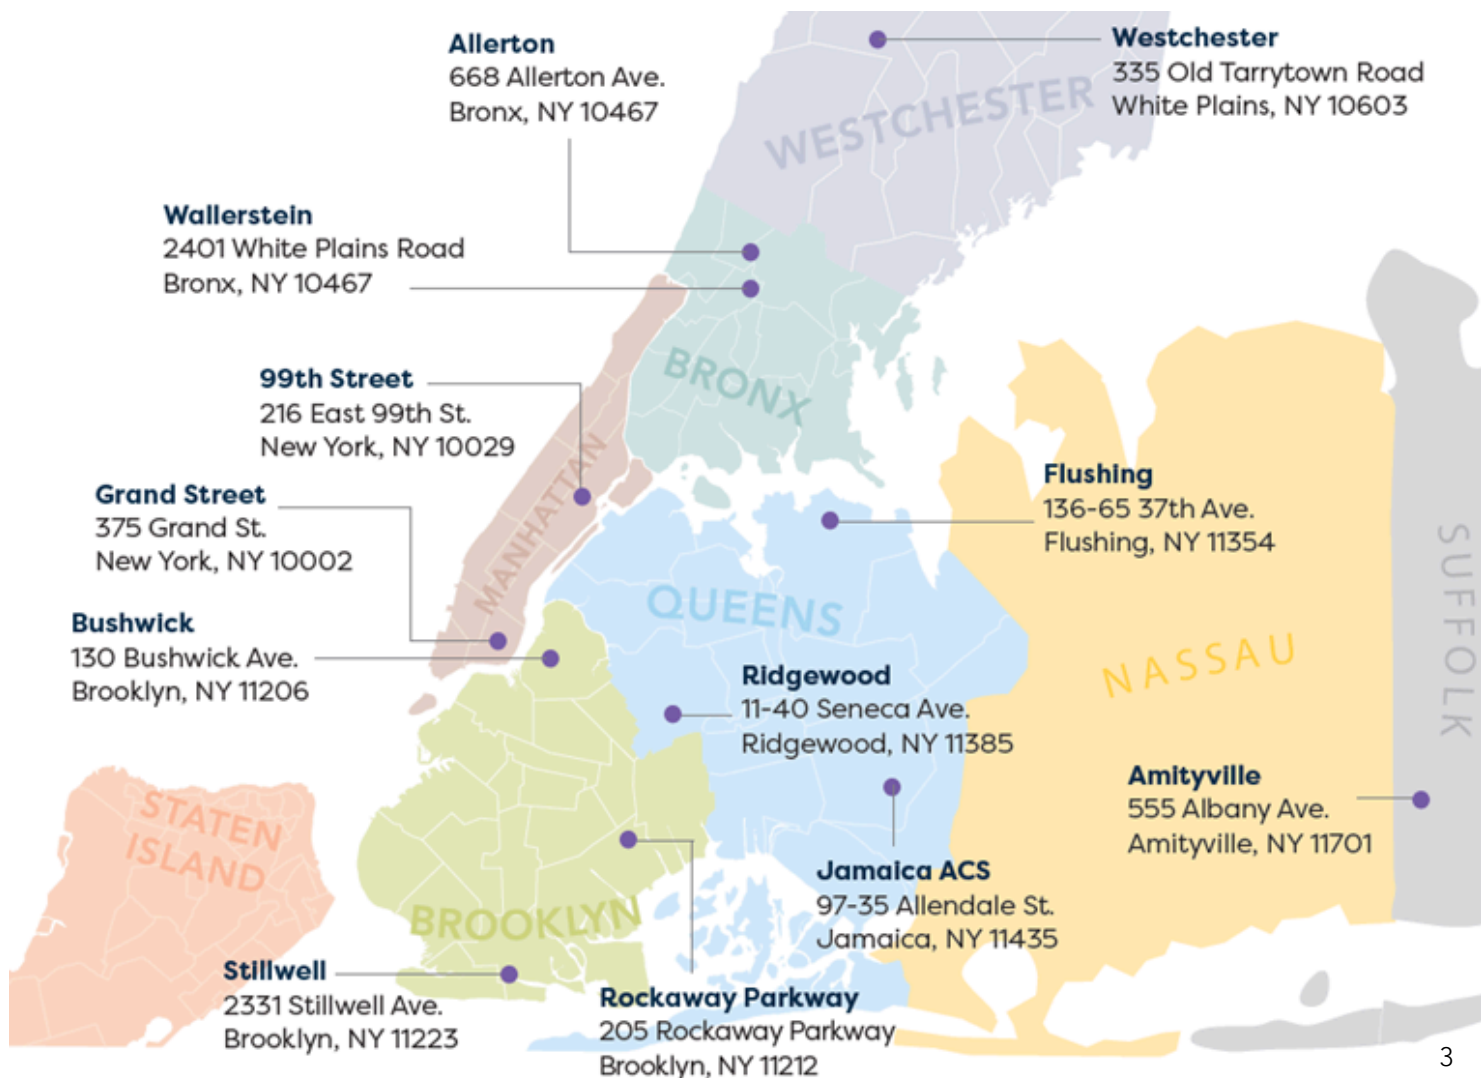 Allerton
668 Allerton Ave.
Bronx, NY 10467
Westchester
335 Old Tarrytown Road
White Plains, NY 10603
WESTCHESTER
Wallerstein
2401 White Plains Road
Bronx, NY 10467
BRONX
99th Street
216 East 99th St.
New York, NY 10029
MANHATTAN
Grand Street
375 Grand St.
New York, NY 10002
Flushing
136-65 37th Ave.
Flushing, NY 11354
QUEENS
NASSAU
SUFFOLK
Bushwick
130 Bushwick Ave.
Brooklyn, NY 11206
Ridgewood
11-40 Seneca Ave.
Ridgewood, NY 11385
Amityville
555 Albany Ave.
Amityville, NY 11701
STATEN
ISLAND
Jamaica ACS
97-35 Allendale St.
Jamaica, NY 11435
BROOKLYN
Stillwell
2331 Stillwell Ave.
Brooklyn, NY 11223
Rockaway Parkway
205 Rockaway Parkway
Brooklyn, NY 11212
3